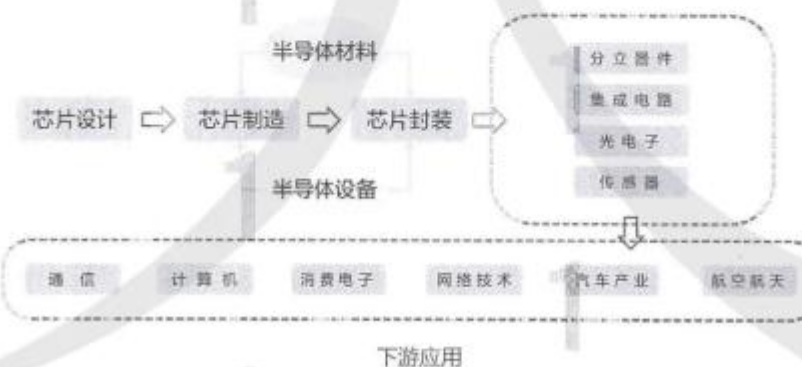 半导体材料
芯片设计 芯片制造 芯片封装
半导体设备
分立器件
集成电路
光电子
传感器
通信 计算机 消费电子 网络技术 汽车产业 航空航天
下游应用